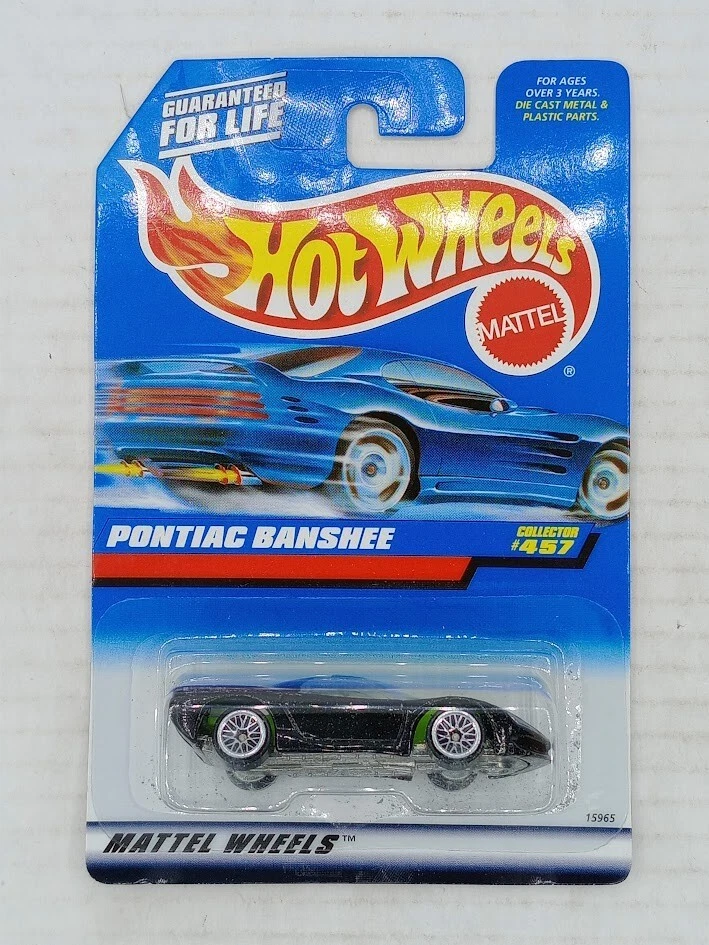 GUARANTEED
FOR LIFE
FOR AGES
OVER 3 YEARS.
DIE CAST METAL &
PLASTIC PARTS.
HOT WHEELS
MATTEL
®
PONTIAC BANSHEE
COLLECTOR
#457
15965
MATTEL WHEELS™